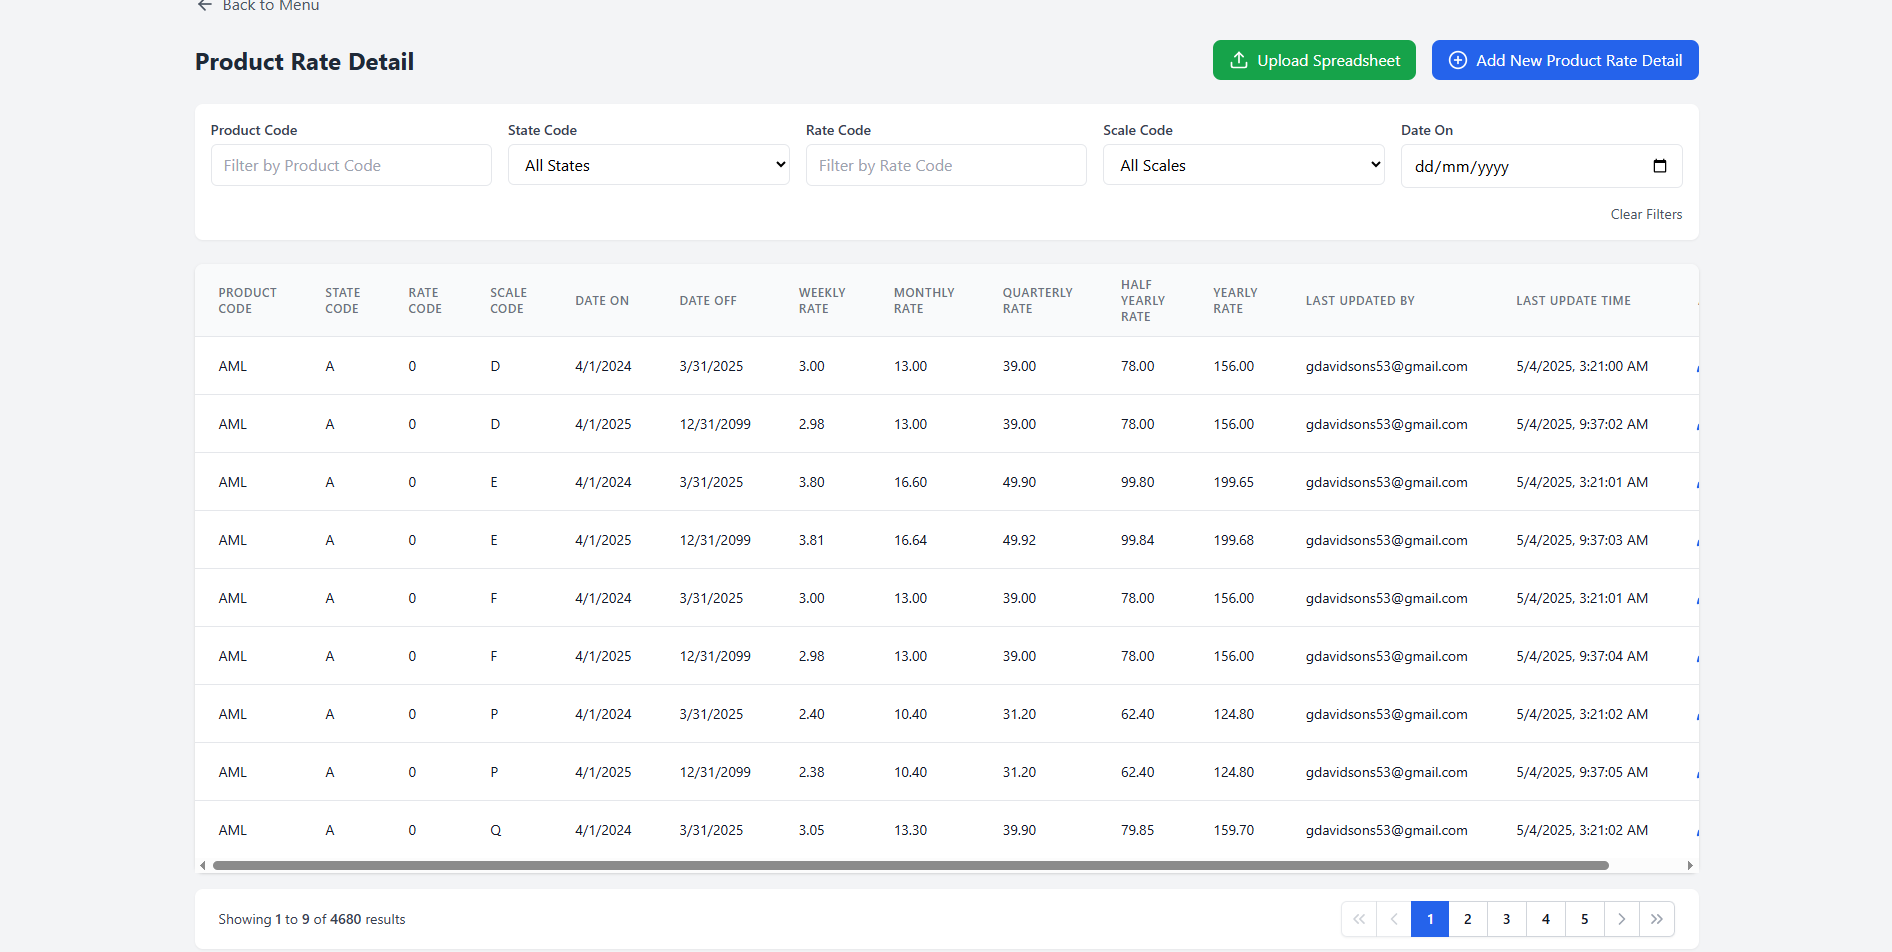 Back to Menu
Product Rate Detail
Upload Spreadsheet
Add New Product Rate Detail
Product Code State Code Rate Code Scale Code Date On
Filter by Product Code All States Filter by Rate Code All Scales dd/mm/yyyy
Clear Filters
PRODUCT CODE STATE CODE RATE CODE SCALE CODE DATE ON DATE OFF WEEKLY RATE MONTHLY RATE QUARTERLY RATE HALF YEARLY RATE YEARLY RATE LAST UPDATED BY LAST UPDATE TIME
AML A 0 D 4/1/2024 3/31/2025 3.00 13.00 39.00 78.00 156.00 gdavidsons53@gmail.com 5/4/2025, 3:21:00 AM
AML A 0 D 4/1/2025 12/31/2099 2.98 13.00 39.00 78.00 156.00 gdavidsons53@gmail.com 5/4/2025, 9:37:02 AM
AML A 0 E 4/1/2024 3/31/2025 3.80 16.60 49.90 99.80 199.65 gdavidsons53@gmail.com 5/4/2025, 3:21:01 AM
AML A 0 E 4/1/2025 12/31/2099 3.81 16.64 49.92 99.84 199.68 gdavidsons53@gmail.com 5/4/2025, 9:37:03 AM
AML A 0 F 4/1/2024 3/31/2025 3.00 13.00 39.00 78.00 156.00 gdavidsons53@gmail.com 5/4/2025, 3:21:01 AM
AML A 0 F 4/1/2025 12/31/2099 2.98 13.00 39.00 78.00 156.00 gdavidsons53@gmail.com 5/4/2025, 9:37:04 AM
AML A 0 P 4/1/2024 3/31/2025 2.40 10.40 31.20 62.40 124.80 gdavidsons53@gmail.com 5/4/2025, 3:21:02 AM
AML A 0 P 4/1/2025 12/31/2099 2.38 10.40 31.20 62.40 124.80 gdavidsons53@gmail.com 5/4/2025, 9:37:05 AM
AML A 0 Q 4/1/2024 3/31/2025 3.05 13.30 39.90 79.85 159.70 gdavidsons53@gmail.com 5/4/2025, 3:21:02 AM
Showing 1 to 9 of 4680 results
1 2 3 4 5